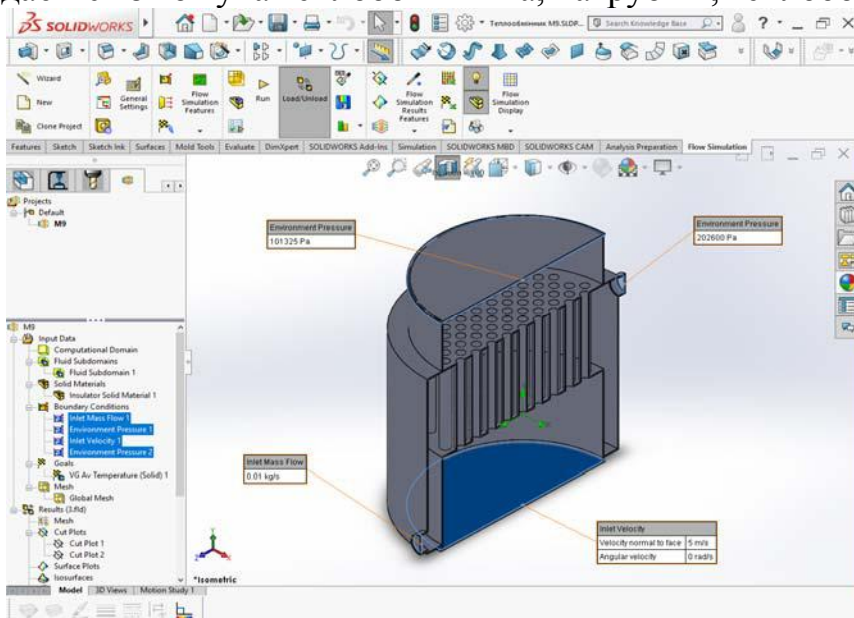 SOLIDWORKS
Теплообмінник М9.SLDP...
Search Knowledge Base
Wizard
New
Clone Project
General Settings
Flow Simulation Features
Run
Load/Unload
Flow Simulation Results Features
Flow Simulation Display
Features Sketch Sketch Ink Surfaces Mold Tools Evaluate DimXpert SOLIDWORKS Add-Ins Simulation SOLIDWORKS MBD SOLIDWORKS CAM Analysis Preparation Flow Simulation
Projects
Default
M9
Environment Pressure
101325 Pa
Environment Pressure
202600 Pa
M9
Input Data
Computational Domain
Fluid Subdomains
Fluid Subdomain 1
Solid Materials
Insulator Solid Material 1
Boundary Conditions
Inlet Mass Flow 1
Environment Pressure 1
Inlet Velocity 1
Environment Pressure 2
Goals
VG Av Temperature (Solid) 1
Mesh
Global Mesh
Results (3.fld)
Mesh
Cut Plots
Cut Plot 1
Cut Plot 2
Surface Plots
Isosurfaces
Inlet Mass Flow
0.01 kg/s
Inlet Velocity
Velocity normal to face 5 m/s
Angular velocity 0 rad/s
*Isometric
Model 3D Views Motion Study 1